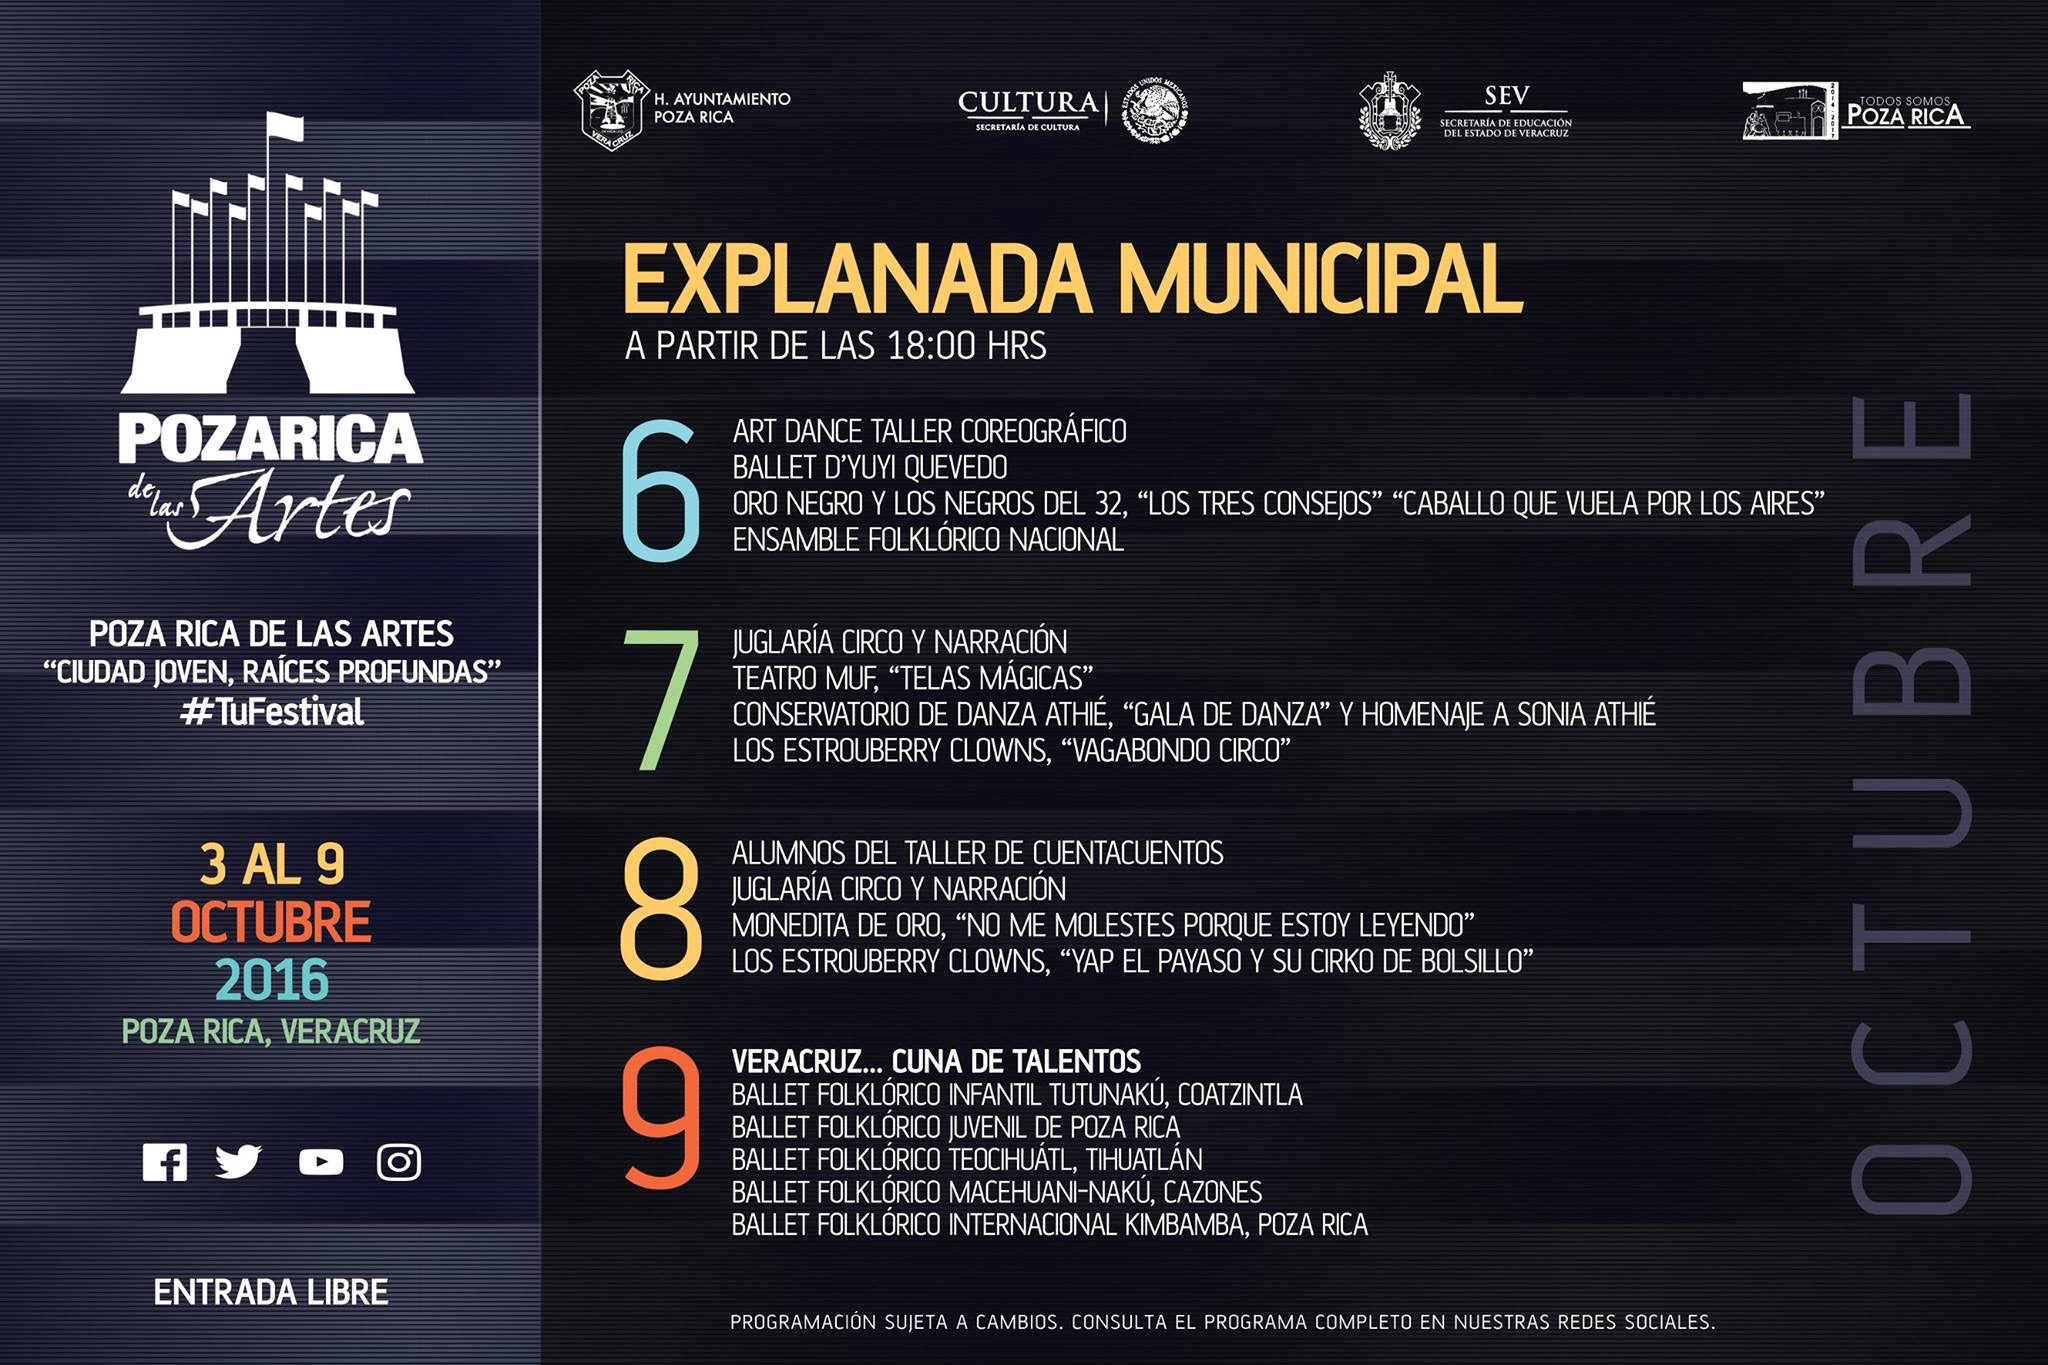 POZA RICA
VERACRUZ
H. AYUNTAMIENTO
POZA RICA
CULTURA
SECRETARÍA DE CULTURA
ESTADOS UNIDOS MEXICANOS
SEV
SECRETARÍA DE EDUCACIÓN
DEL ESTADO DE VERACRUZ
2014-2017
TODOS SOMOS
POZA RICA
POZARICA
de las Artes
POZA RICA DE LAS ARTES
“CIUDAD JOVEN, RAÍCES PROFUNDAS”
#TuFestival
3 AL 9
OCTUBRE
2016
POZA RICA, VERACRUZ
ENTRADA LIBRE
EXPLANADA MUNICIPAL
A PARTIR DE LAS 18:00 HRS
6
ART DANCE TALLER COREOGRÁFICO
BALLET D’YUYI QUEVEDO
ORO NEGRO Y LOS NEGROS DEL 32, “LOS TRES CONSEJOS” “CABALLO QUE VUELA POR LOS AIRES”
ENSAMBLE FOLKLÓRICO NACIONAL
7
JUGLARÍA CIRCO Y NARRACIÓN
TEATRO MUF, “TELAS MÁGICAS”
CONSERVATORIO DE DANZA ATHIÉ, “GALA DE DANZA” Y HOMENAJE A SONIA ATHIÉ
LOS ESTROUBERRY CLOWNS, “VAGABONDO CIRCO”
8
ALUMNOS DEL TALLER DE CUENTACUENTOS
JUGLARÍA CIRCO Y NARRACIÓN
MONEDITA DE ORO, “NO ME MOLESTES PORQUE ESTOY LEYENDO”
LOS ESTROUBERRY CLOWNS, “YAP EL PAYASO Y SU CIRKO DE BOLSILLO”
9
VERACRUZ... CUNA DE TALENTOS
BALLET FOLKLÓRICO INFANTIL TUTUNAKÚ, COATZINTLA
BALLET FOLKLÓRICO JUVENIL DE POZA RICA
BALLET FOLKLÓRICO TEOCIHUÁTL, TIHUATLÁN
BALLET FOLKLÓRICO MACEHUANI-NAKÚ, CAZONES
BALLET FOLKLÓRICO INTERNACIONAL KIMBAMBA, POZA RICA
OCTUBRE
PROGRAMACIÓN SUJETA A CAMBIOS. CONSULTA EL PROGRAMA COMPLETO EN NUESTRAS REDES SOCIALES.